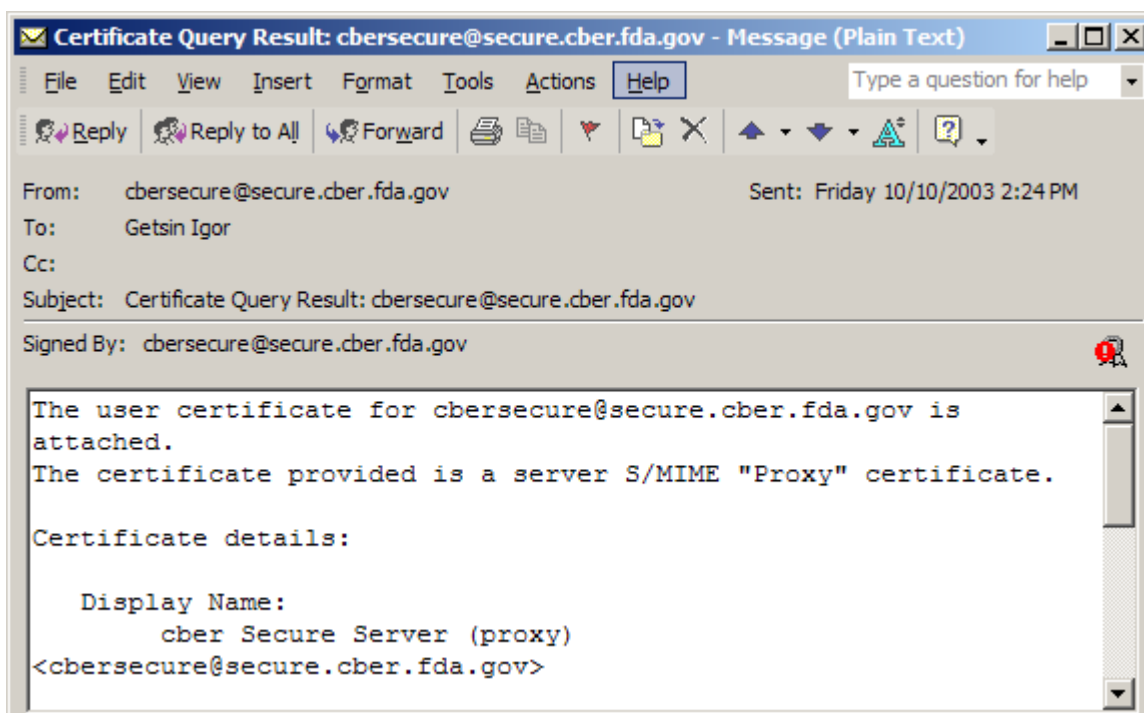 Certificate Query Result: cbersecure@secure.cber.fda.gov - Message (Plain Text)
File Edit View Insert Format Tools Actions Help Type a question for help
Reply Reply to All Forward
From: cbersecure@secure.cber.fda.gov Sent: Friday 10/10/2003 2:24 PM
To: Getsin Igor
Cc:
Subject: Certificate Query Result: cbersecure@secure.cber.fda.gov
Signed By: cbersecure@secure.cber.fda.gov
The user certificate for cbersecure@secure.cber.fda.gov is
attached.
The certificate provided is a server S/MIME "Proxy" certificate.
Certificate details:
Display Name:
cber Secure Server (proxy)
<cbersecure@secure.cber.fda.gov>